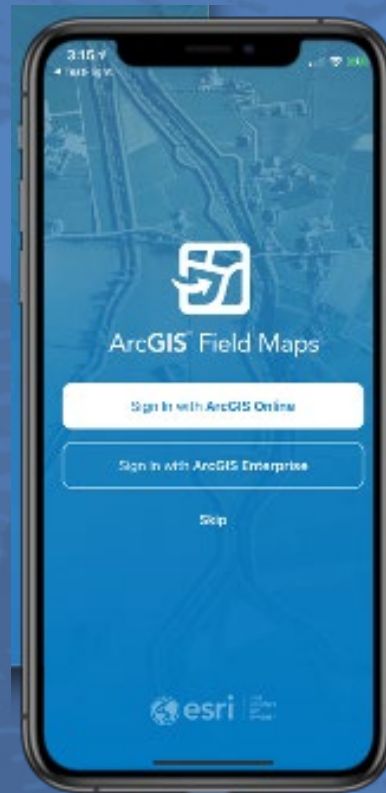 3:15
ArcGIS Field Maps
Sign In with ArcGIS Online
Sign In with ArcGIS Enterprise
Skip
esri